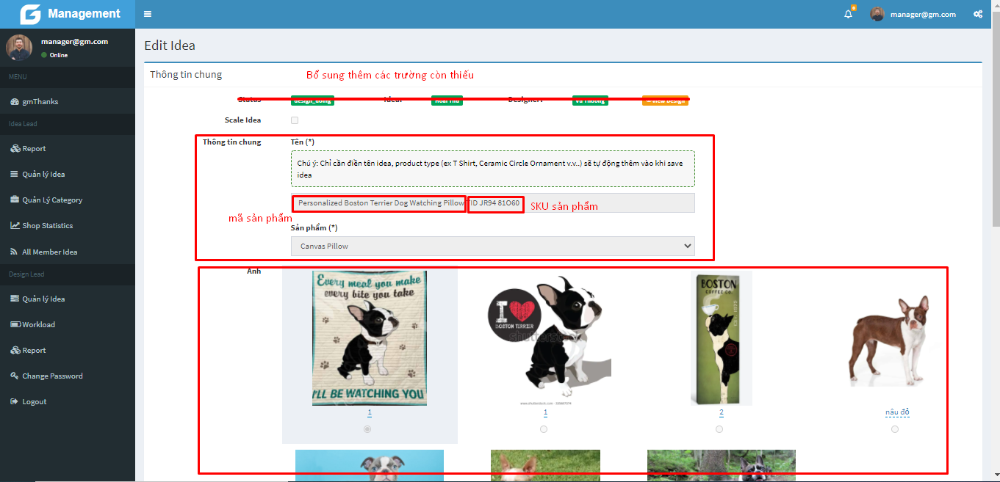 Management
manager@gm.com
manager@gm.com
Online
MENU
gmThanks
Idea Lead
Report
Quản lý Idea
Quản Lý Category
Shop Statistics
All Member Idea
Design Lead
Quản lý Idea
Workload
Report
Change Password
Logout
Edit Idea
Thông tin chung
Bổ sung thêm các trường còn thiếu
Status
Idea:
Designer:
Scale Idea
Thông tin chung
Tên (*)
Chú ý: Chỉ cần điền tên idea, product type (ex T Shirt, Ceramic Circle Ornament v.v..) sẽ tự động thêm vào khi save
idea
Personalized Boston Terrier Dog Watching Pillow TID JR94 81O60
SKU sản phẩm
mã sản phẩm
Sản phẩm (*)
Canvas Pillow
Ảnh
Every meal you make
every bite you take
I'LL BE WATCHING YOU
1
I
BOSTON TERRIER
shutterstock
1
BOSTON
COFFEE CO.
2
nâu đỏ